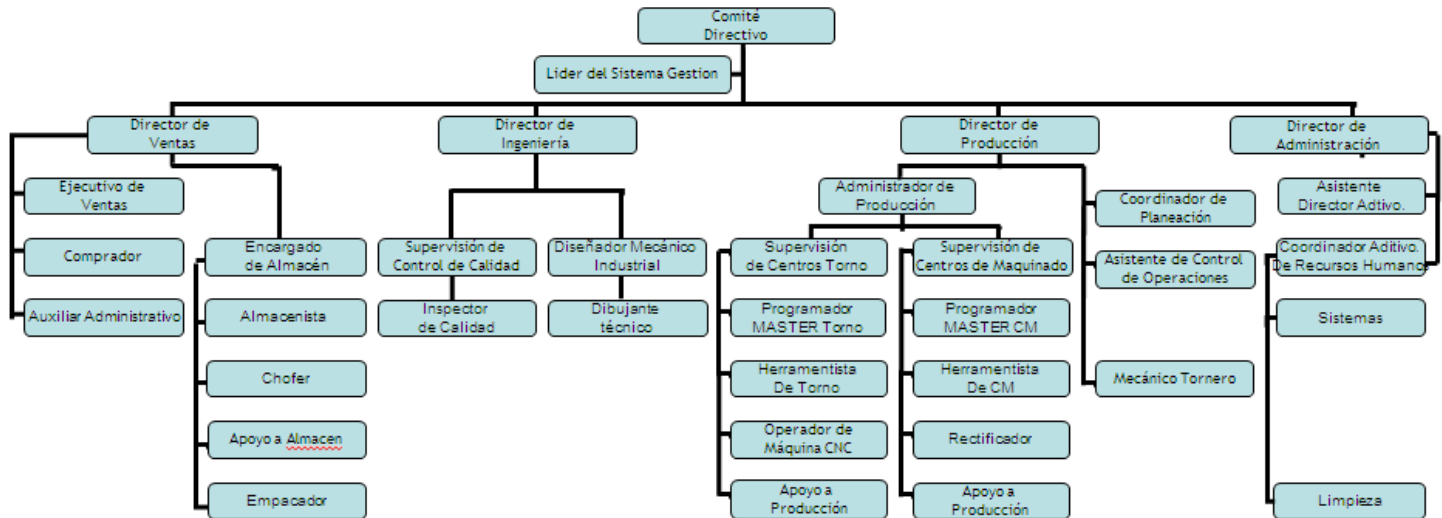 Comité
Directivo
Lider del Sistema Gestion
Director de
Ventas
Director de
Ingeniería
Director de
Producción
Director de
Administración
Ejecutivo de
Ventas
Comprador
Auxiliar Administrativo
Encargado
de Almacén
Almacenista
Chofer
Apoyo a Almacen
Empacador
Supervisión de
Control de Calidad
Inspector
de Calidad
Diseñador Mecánico
Industrial
Dibujante
técnico
Administrador de
Producción
Supervisión
de Centros Torno
Programador
MASTER Torno
Herramentista
De Torno
Operador de
Máquina CNC
Apoyo a
Producción
Supervisión de
Centros de Maquinado
Programador
MASTER CM
Herramentista
De CM
Rectificador
Apoyo a
Producción
Coordinador de
Planeación
Asistente de Control
de Operaciones
Mecánico Tornero
Asistente
Director Adtivo.
Coordinador Aditivo.
De Recursos Humanos
Sistemas
Limpieza